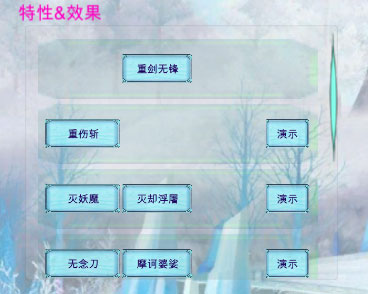 特性&效果
重剑无锋
重伤斩 演示
灭妖魔 灭却浮屠 演示
无念刀 摩诃婆娑 演示